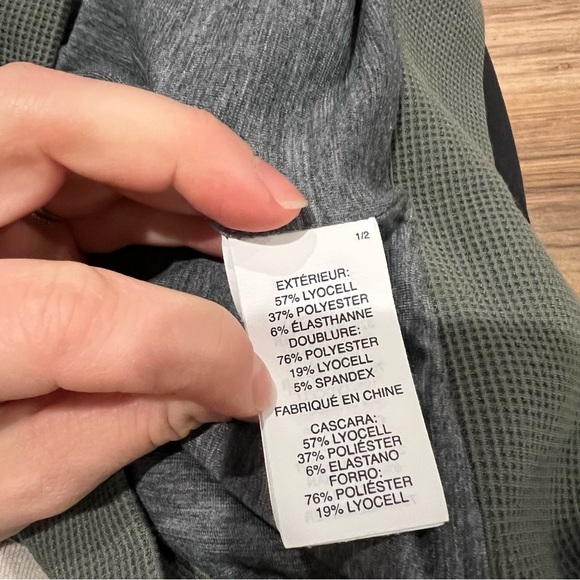 1/2
EXTÉRIEUR:
57% LYOCELL
37% POLYESTER
6% ÉLASTHANNE
DOUBLURE:
76% POLYESTER
19% LYOCELL
5% SPANDEX
FABRIQUÉ EN CHINE
CASCARA:
57% LYOCELL
37% POLIÉSTER
6% ELASTANO
FORRO:
76% POLIÉSTER
19% LYOCELL